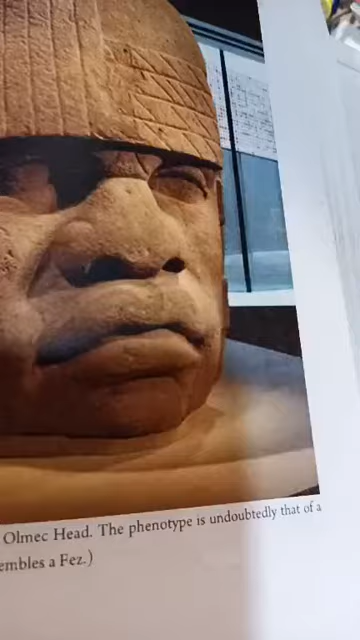 Olmec Head. The phenotype is undoubtedly that of a
embles a Fez.)